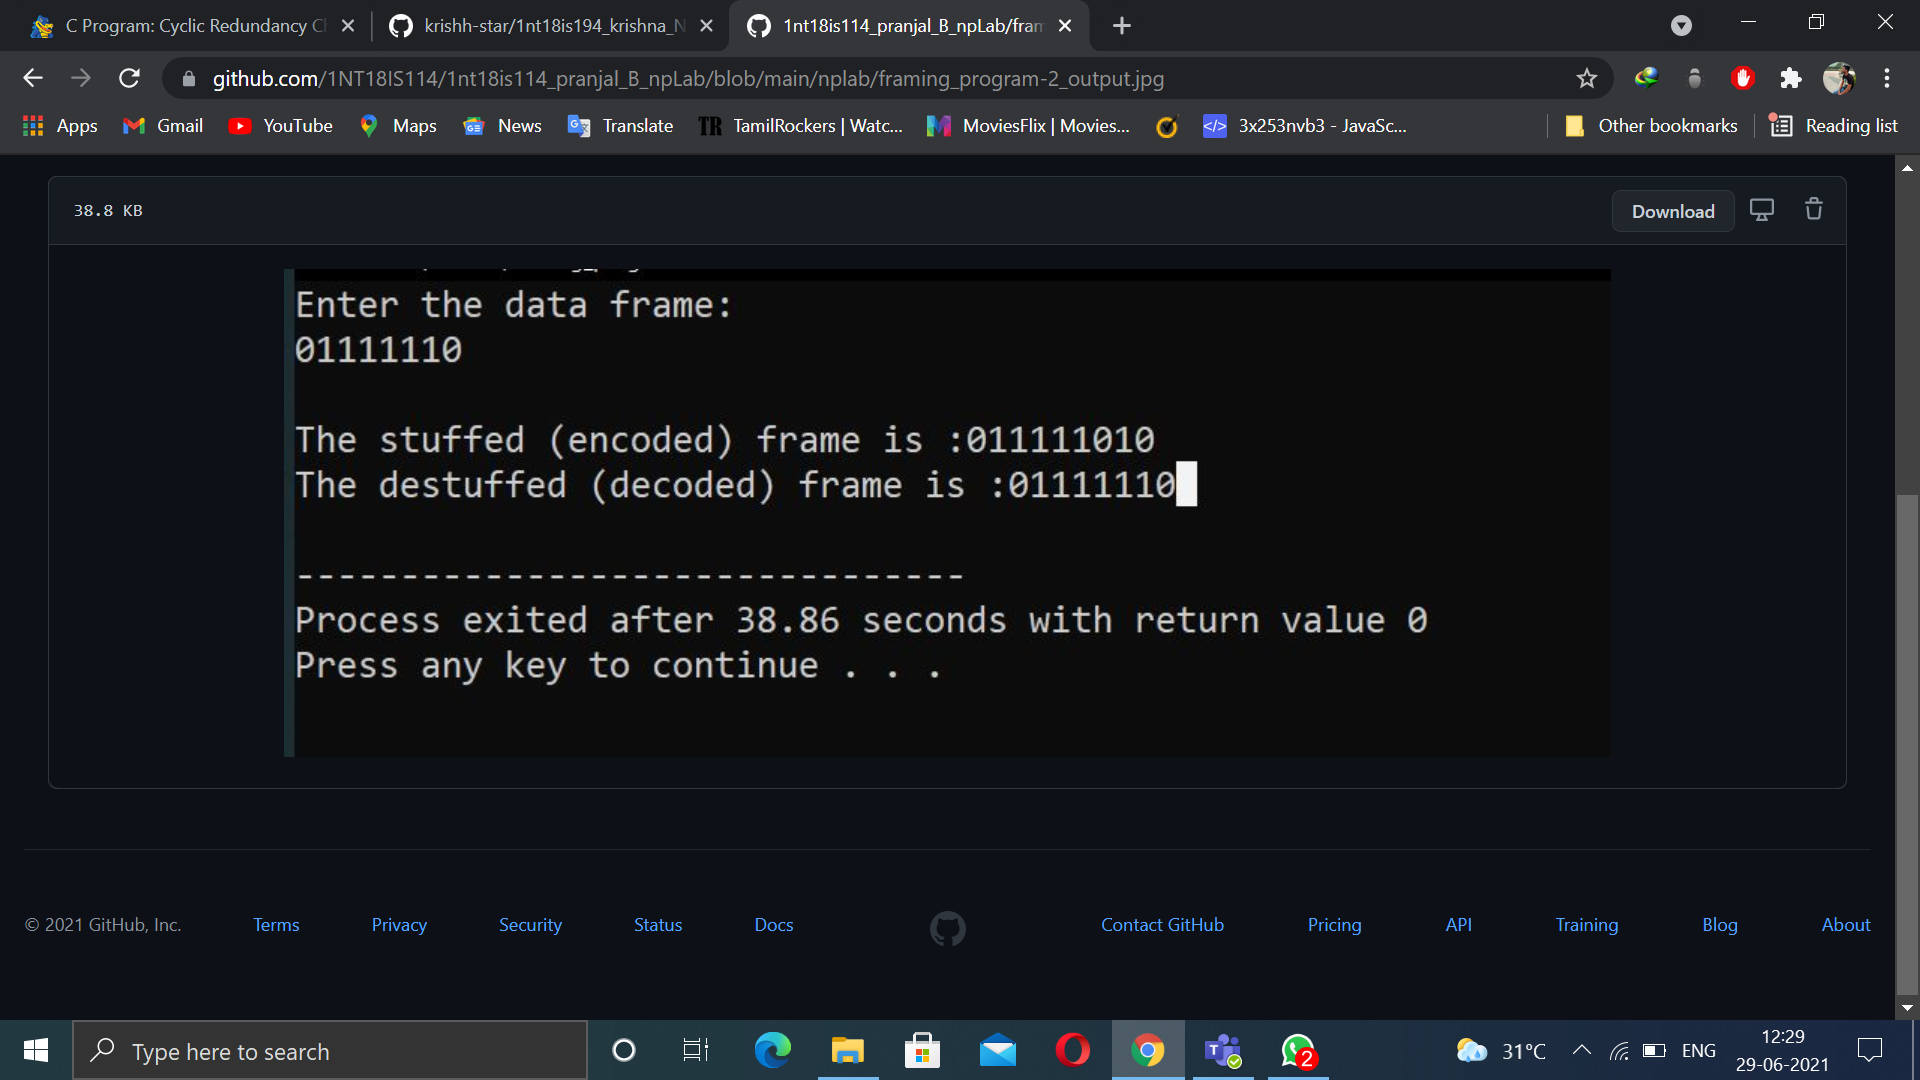 C Program: Cyclic Redundancy Ch
krishh-star/1nt18is194_krishna_N
1nt18is114_pranjal_B_npLab/fram
github.com/1NT18IS114/1nt18is114_pranjal_B_npLab/blob/main/nplab/framing_program-2_output.jpg
Apps Gmail YouTube Maps News Translate TR TamilRockers | Watc... MoviesFlix | Movies... 3x253nvb3 - JavaSc... Other bookmarks Reading list
38.8 KB
Download
Enter the data frame:
01111110
The stuffed (encoded) frame is :011111010
The destuffed (decoded) frame is :01111110
--------------------------------
Process exited after 38.86 seconds with return value 0
Press any key to continue . . .
© 2021 GitHub, Inc. Terms Privacy Security Status Docs Contact GitHub Pricing API Training Blog About
Type here to search
2
31°C
ENG
12:29
29-06-2021